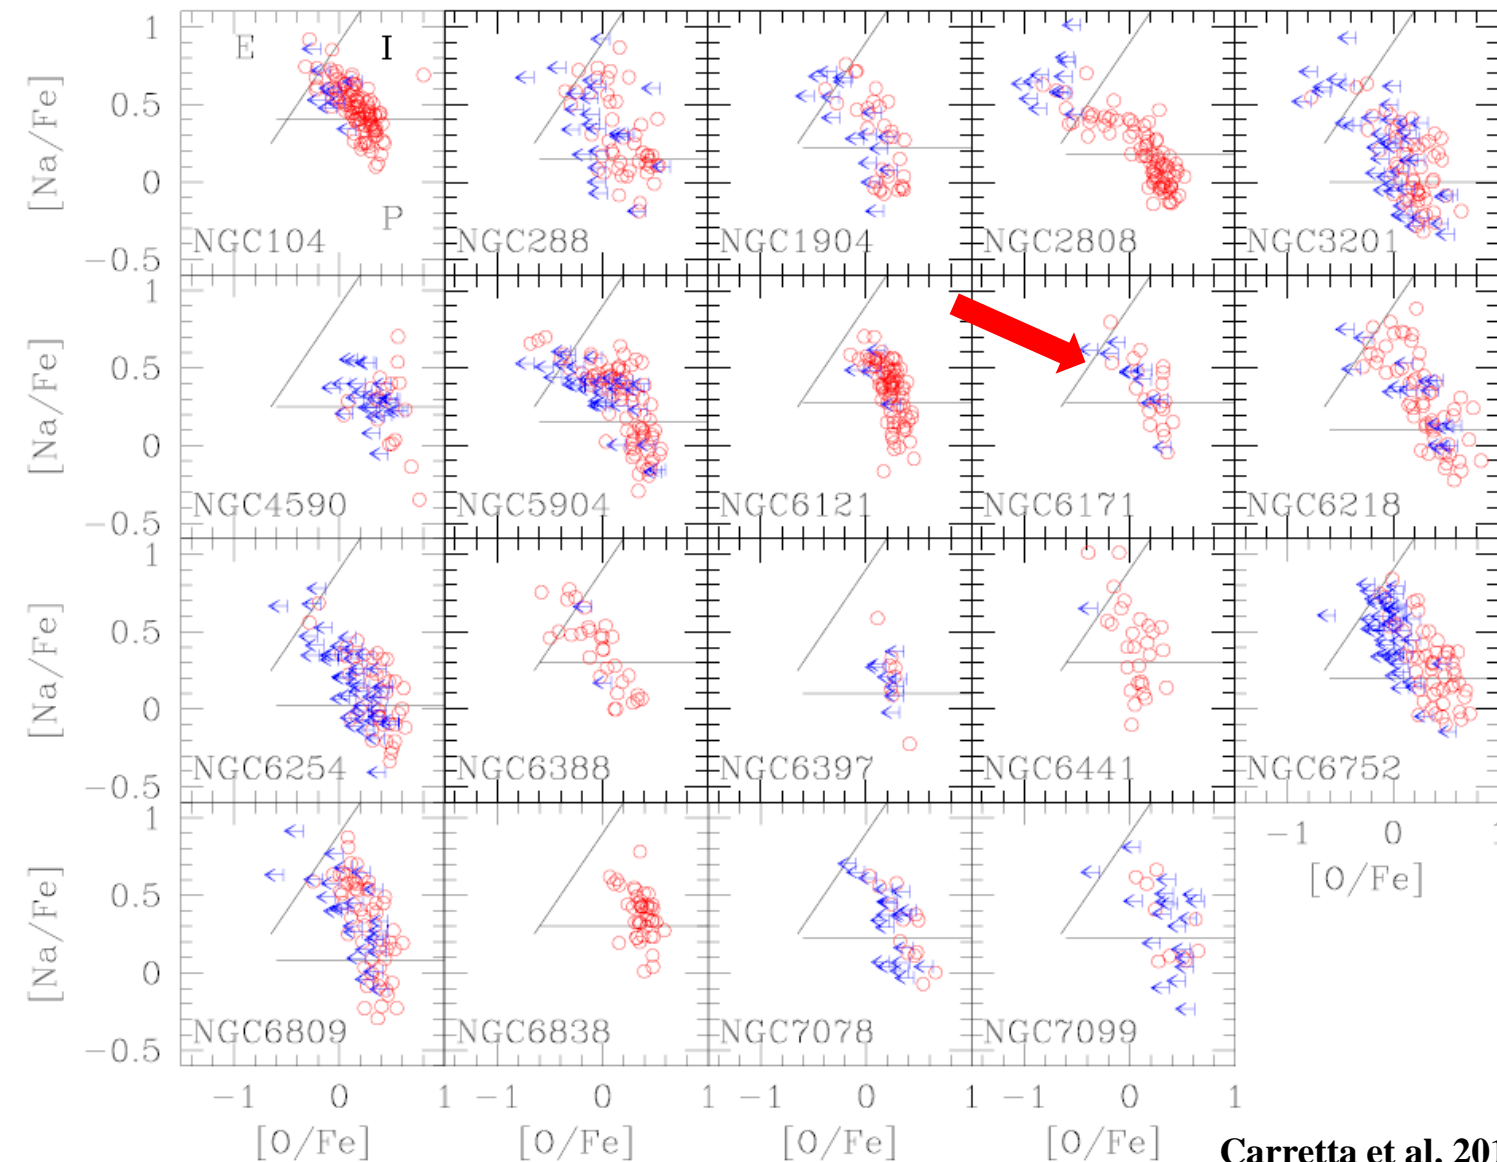 1
0.5
0
−0.5
[Na/Fe]
E
I
P
NGC104
NGC288
NGC1904
NGC2808
NGC3201
1
0.5
0
−0.5
[Na/Fe]
NGC4590
NGC5904
NGC6121
NGC6171
NGC6218
1
0.5
0
−0.5
[Na/Fe]
NGC6254
NGC6388
NGC6397
NGC6441
NGC6752
−1 0 1
[O/Fe]
1
0.5
0
−0.5
[Na/Fe]
NGC6809
NGC6838
NGC7078
NGC7099
−1 0 1 −1 0 1 −1 0 1 −1 0 1
[O/Fe] [O/Fe] [O/Fe] [O/Fe]
Carretta et al. 201